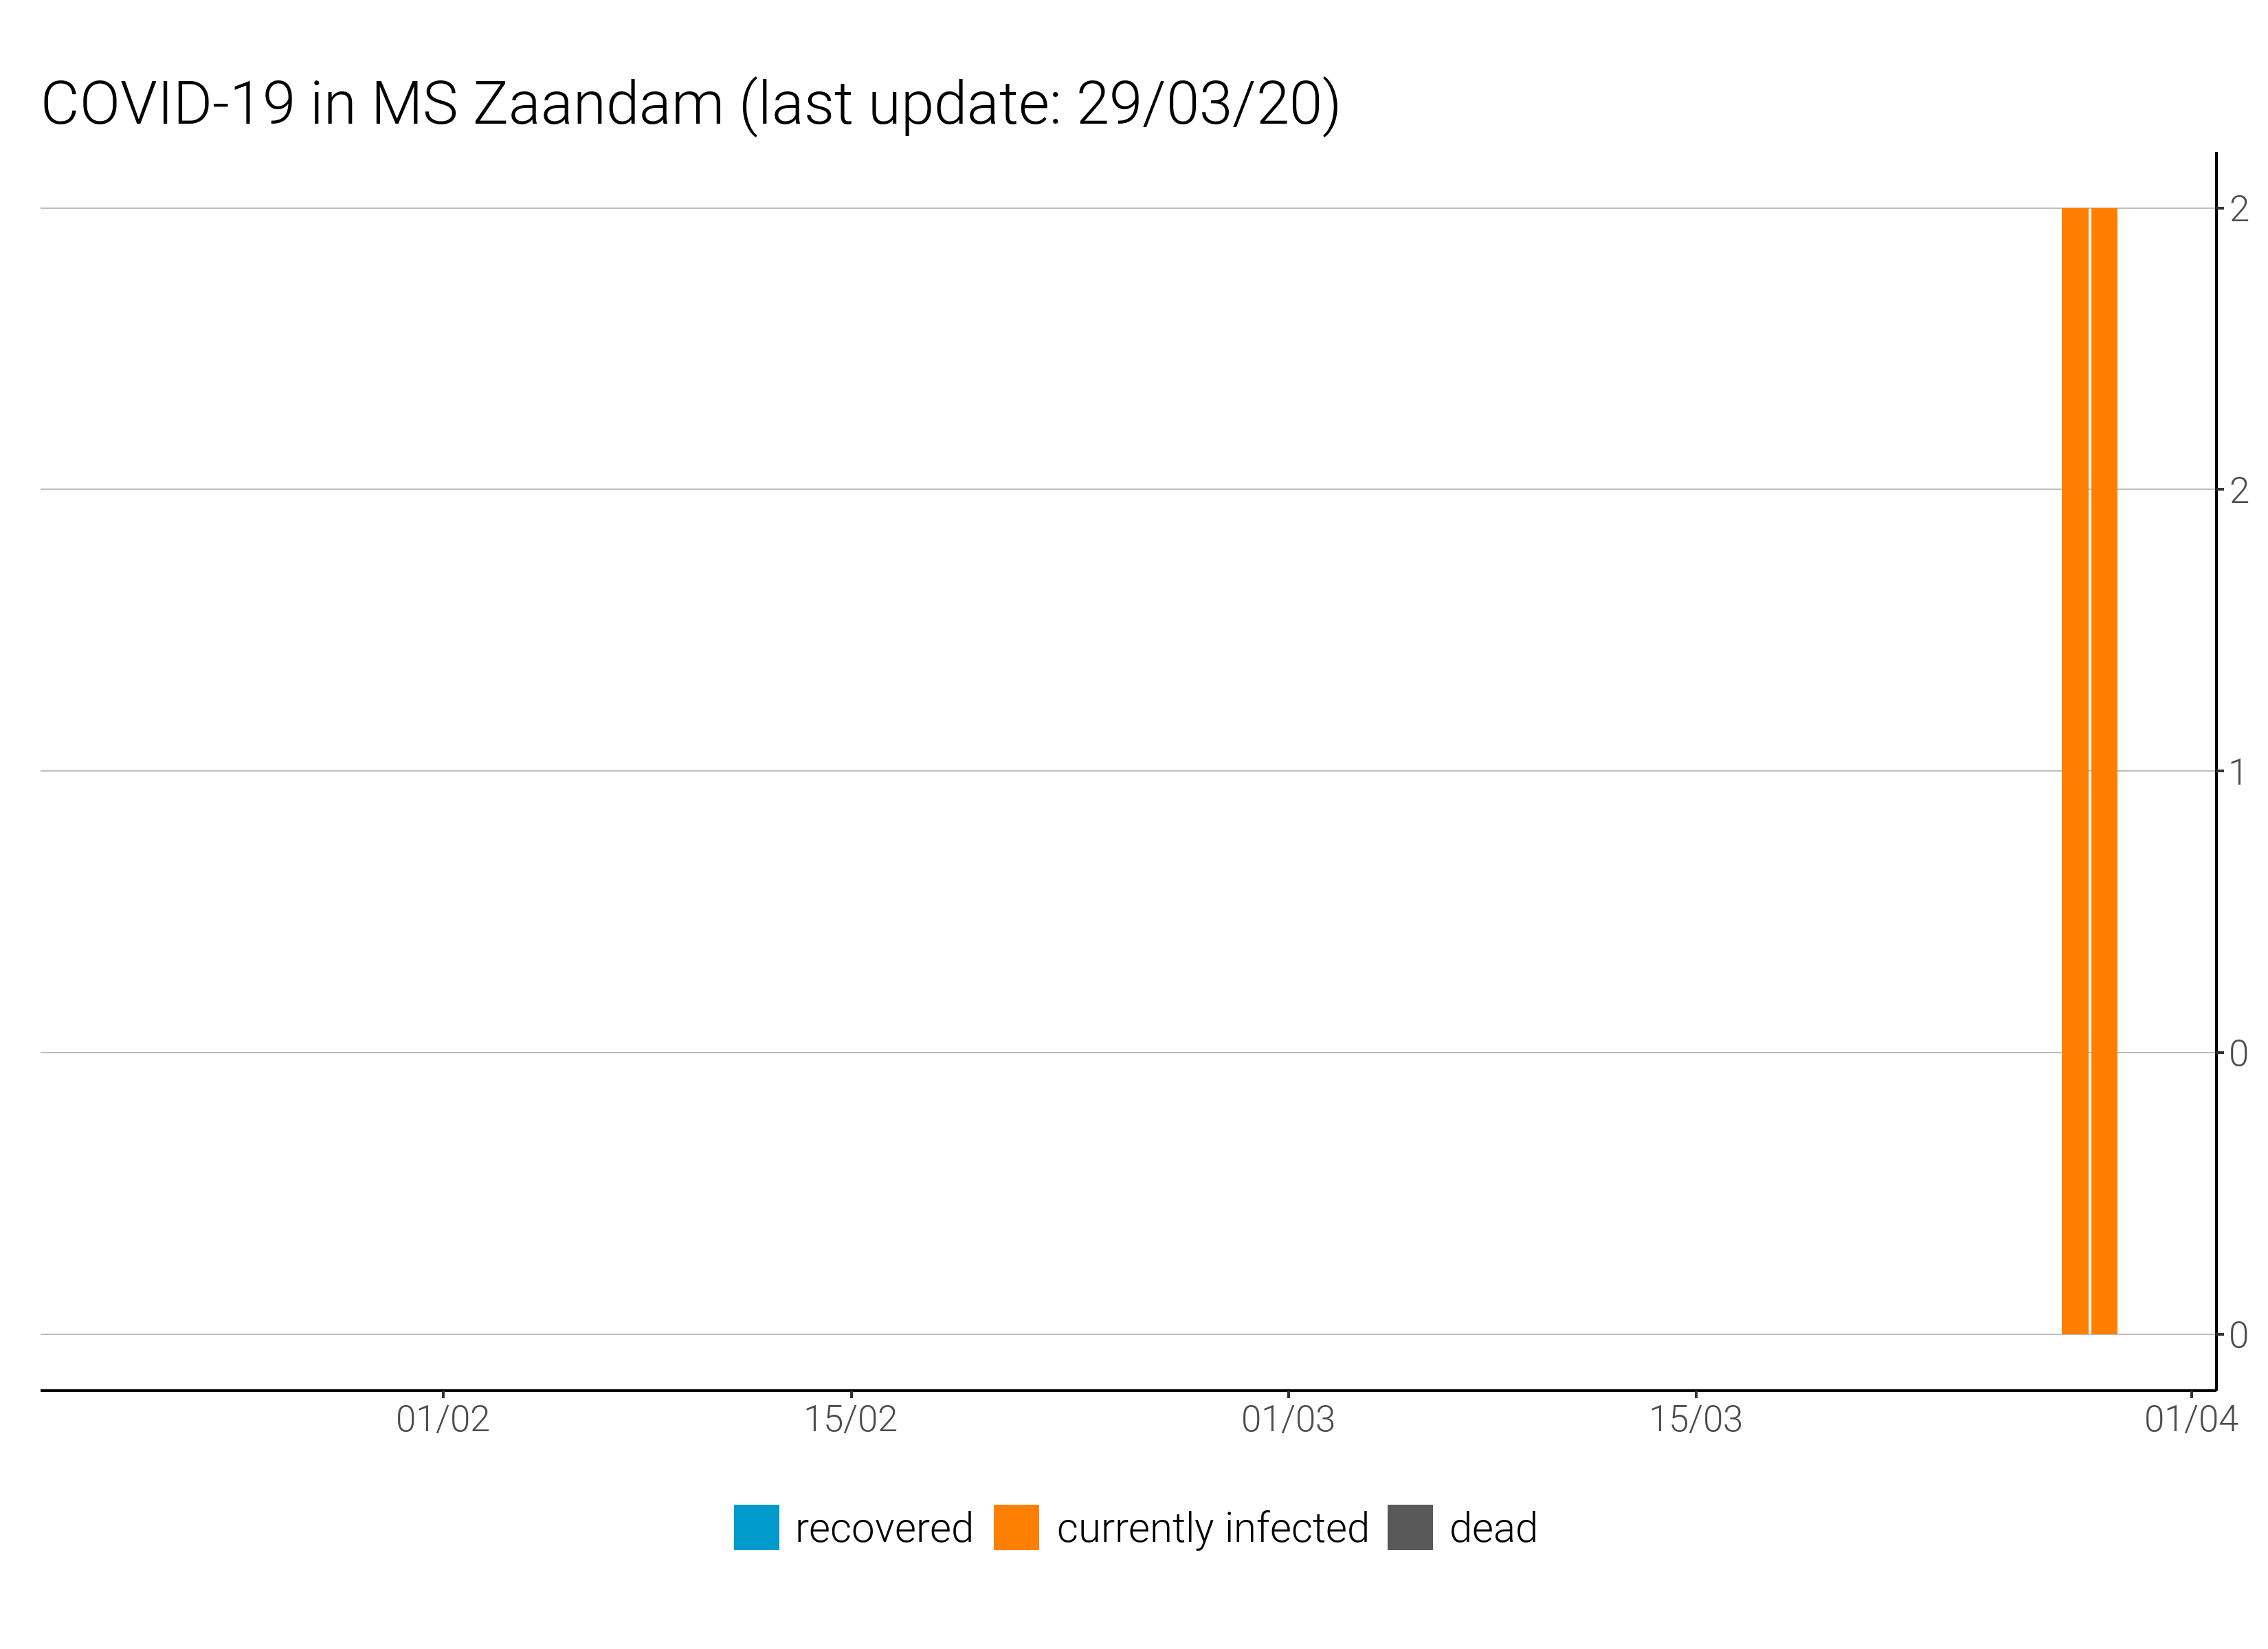 COVID-19 in MS Zaandam (last update: 29/03/20)
2
2
1
0
0
01/02 15/02 01/03 15/03 01/04
recovered currently infected dead